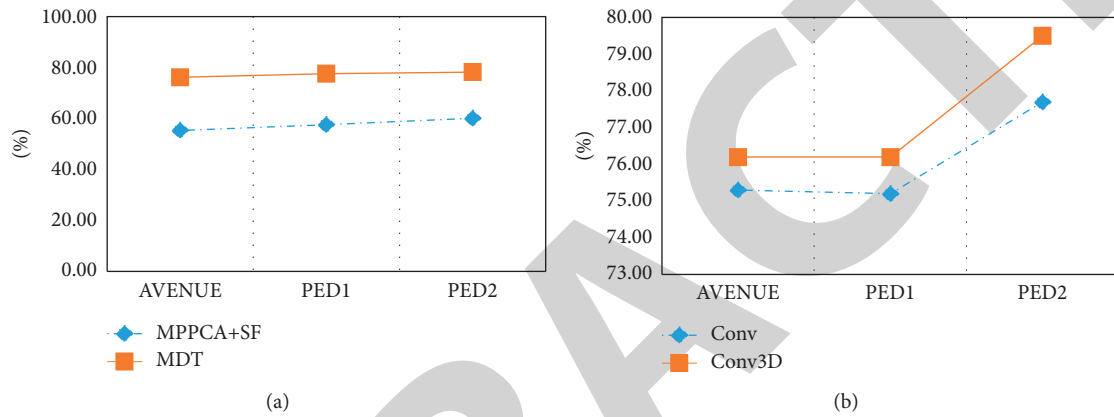 100.00
80.00
60.00
40.00
20.00
0.00
(%)
AVENUE PED1 PED2
MPPCA+SF
MDT
(a)
80.00
79.00
78.00
77.00
76.00
75.00
74.00
73.00
(%)
AVENUE PED1 PED2
Conv
Conv3D
(b)